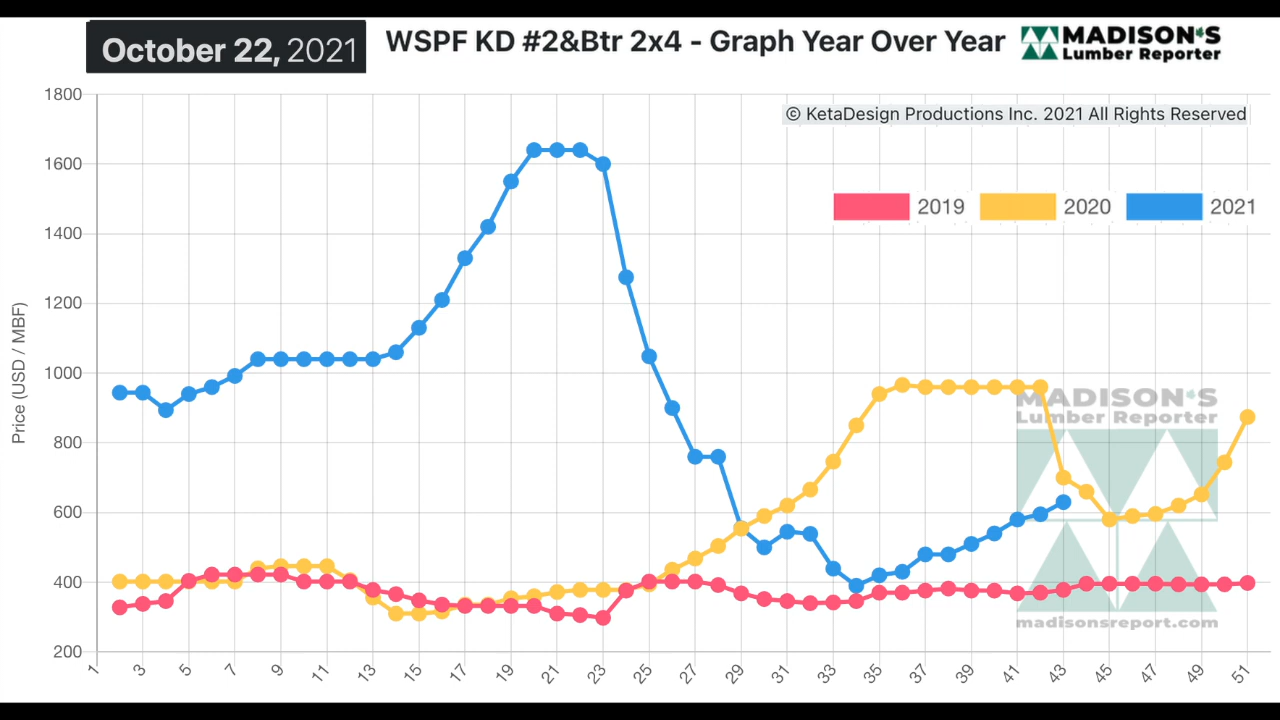 October 22, 2021
WSPF KD #2&Btr 2x4 - Graph Year Over Year
MADISON'S
Lumber Reporter
© KetaDesign Productions Inc. 2021 All Rights Reserved
2019 2020 2021
Price (USD / MBF)
1800
1600
1400
1200
1000
800
600
400
200
MADISON'S
Lumber Reporter
madisonsreport.com
1 3 5 7 9 11 13 15 17 19 21 23 25 27 29 31 33 35 37 39 41 43 45 47 49 51